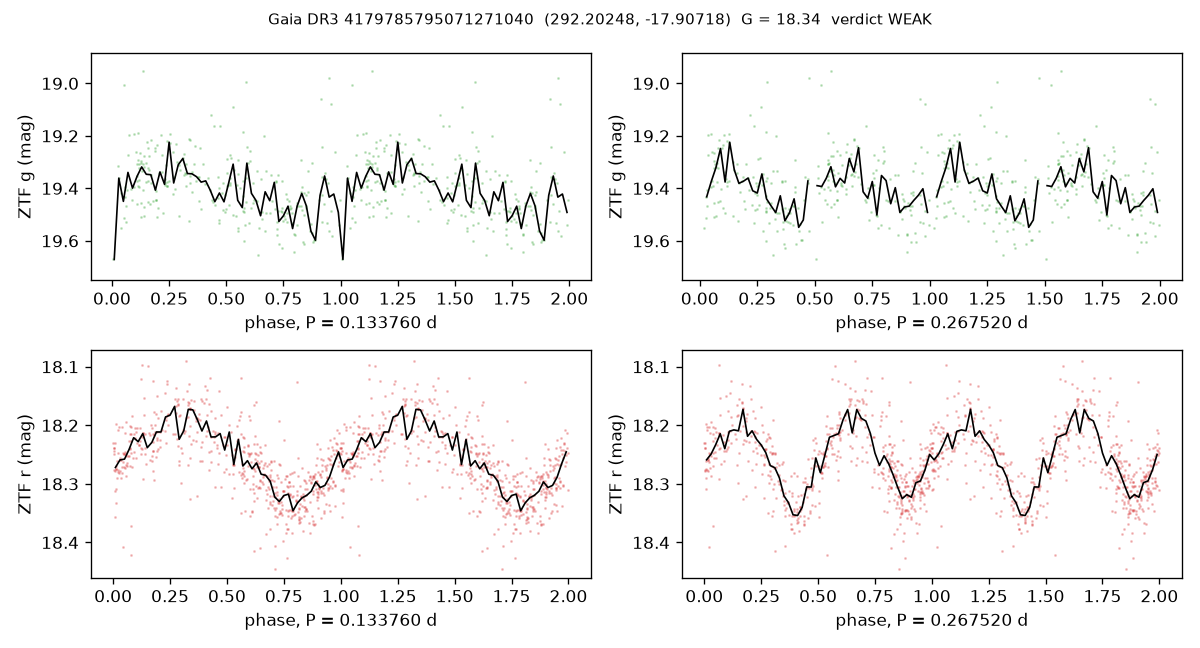 Gaia DR3 4179785795071271040  (292.20248, -17.90718)  G = 18.34  verdict WEAK
ZTF g (mag)
19.0
19.2
19.4
19.6
0.00 0.25 0.50 0.75 1.00 1.25 1.50 1.75 2.00
phase, P = 0.133760 d
ZTF g (mag)
19.0
19.2
19.4
19.6
0.00 0.25 0.50 0.75 1.00 1.25 1.50 1.75 2.00
phase, P = 0.267520 d
ZTF r (mag)
18.1
18.2
18.3
18.4
0.00 0.25 0.50 0.75 1.00 1.25 1.50 1.75 2.00
phase, P = 0.133760 d
ZTF r (mag)
18.1
18.2
18.3
18.4
0.00 0.25 0.50 0.75 1.00 1.25 1.50 1.75 2.00
phase, P = 0.267520 d